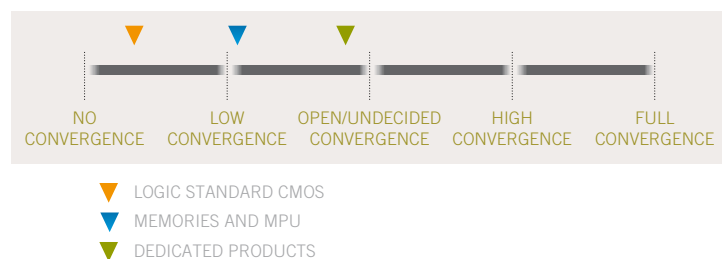 NO CONVERGENCE
LOW CONVERGENCE
OPEN/UNDECIDED CONVERGENCE
HIGH CONVERGENCE
FULL CONVERGENCE
LOGIC STANDARD CMOS
MEMORIES AND MPU
DEDICATED PRODUCTS